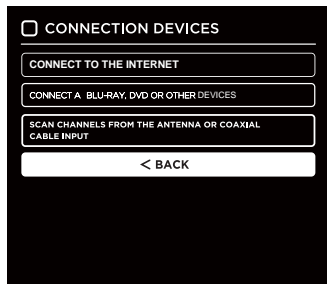 CONNECTION DEVICES
CONNECT TO THE INTERNET
CONNECT A BLU-RAY, DVD OR OTHER DEVICES
SCAN CHANNELS FROM THE ANTENNA OR COAXIAL
CABLE INPUT
< BACK